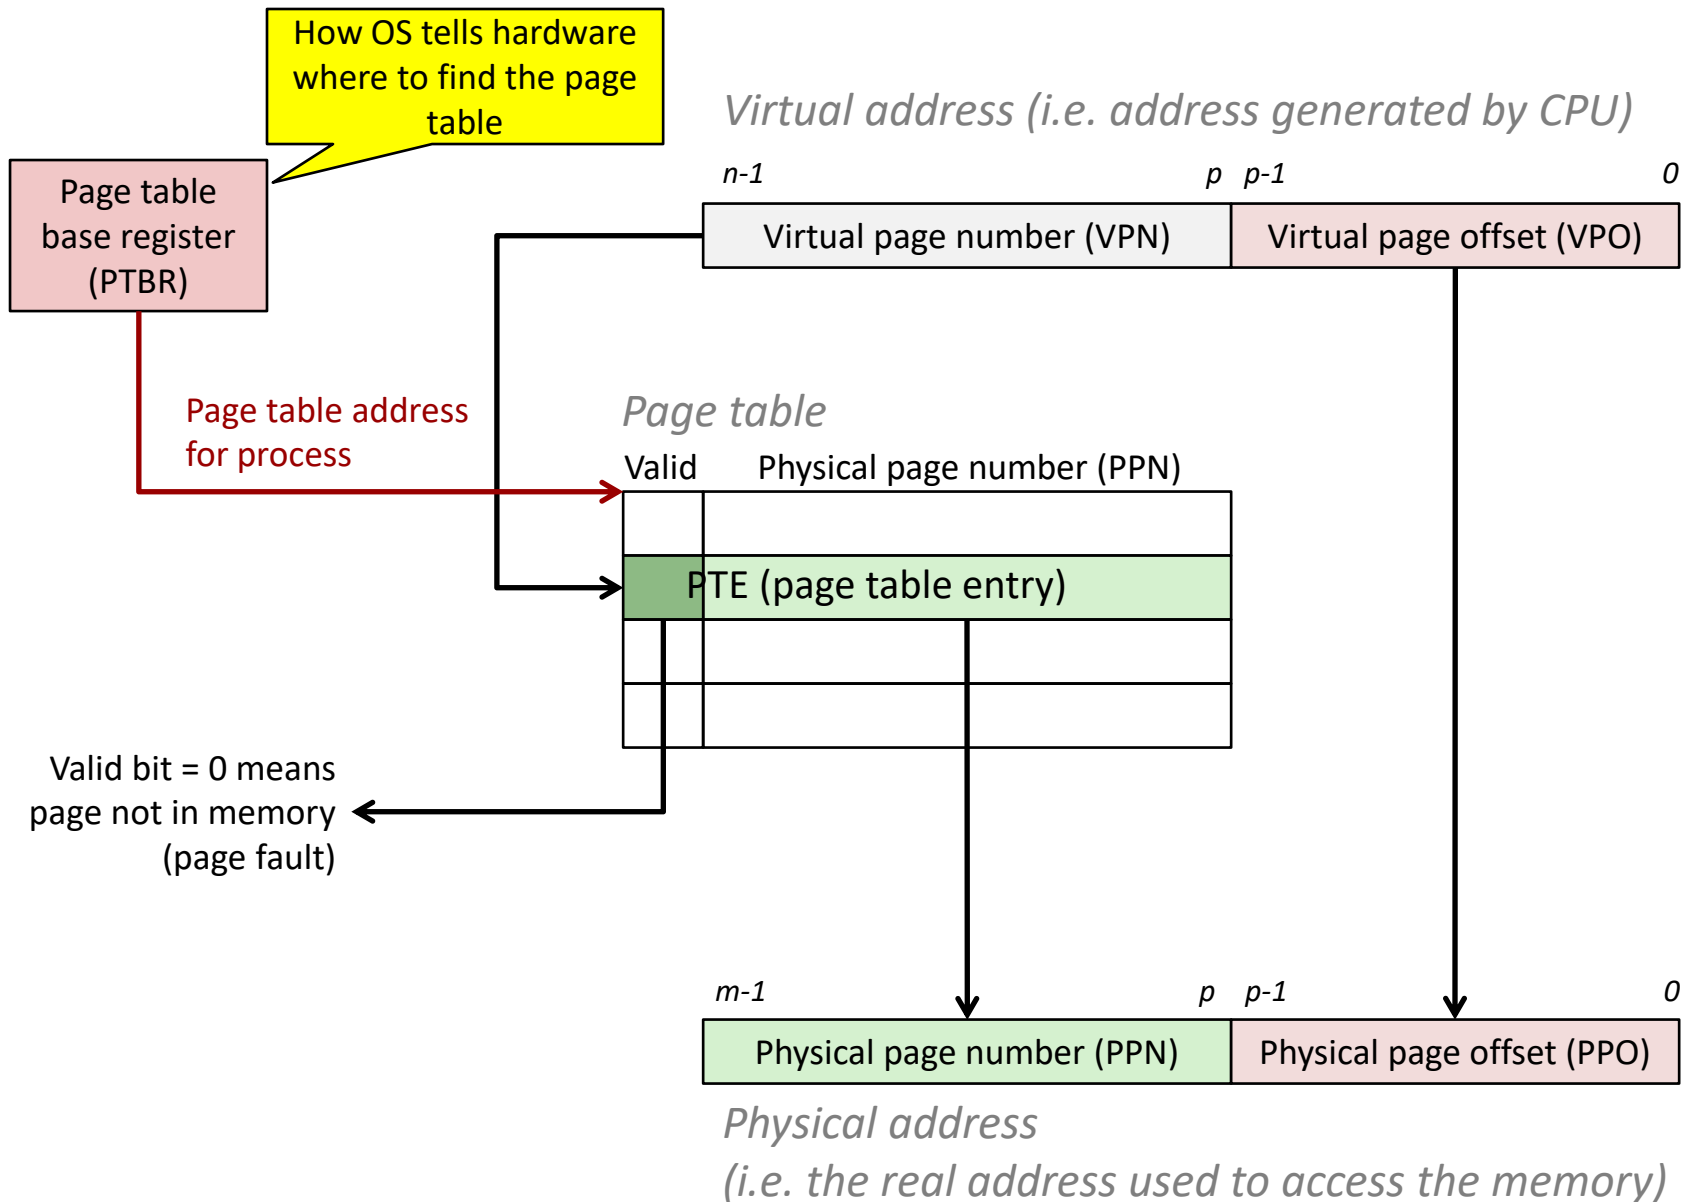 How OS tells hardware
where to find the page
table
Virtual address (i.e. address generated by CPU)
n-1 p p-1 0
Page table
base register
(PTBR)
Virtual page number (VPN) Virtual page offset (VPO)
Page table address
for process
Page table
Valid Physical page number (PPN)
PTE (page table entry)
Valid bit = 0 means
page not in memory
(page fault)
m-1 p p-1 0
Physical page number (PPN) Physical page offset (PPO)
Physical address
(i.e. the real address used to access the memory)